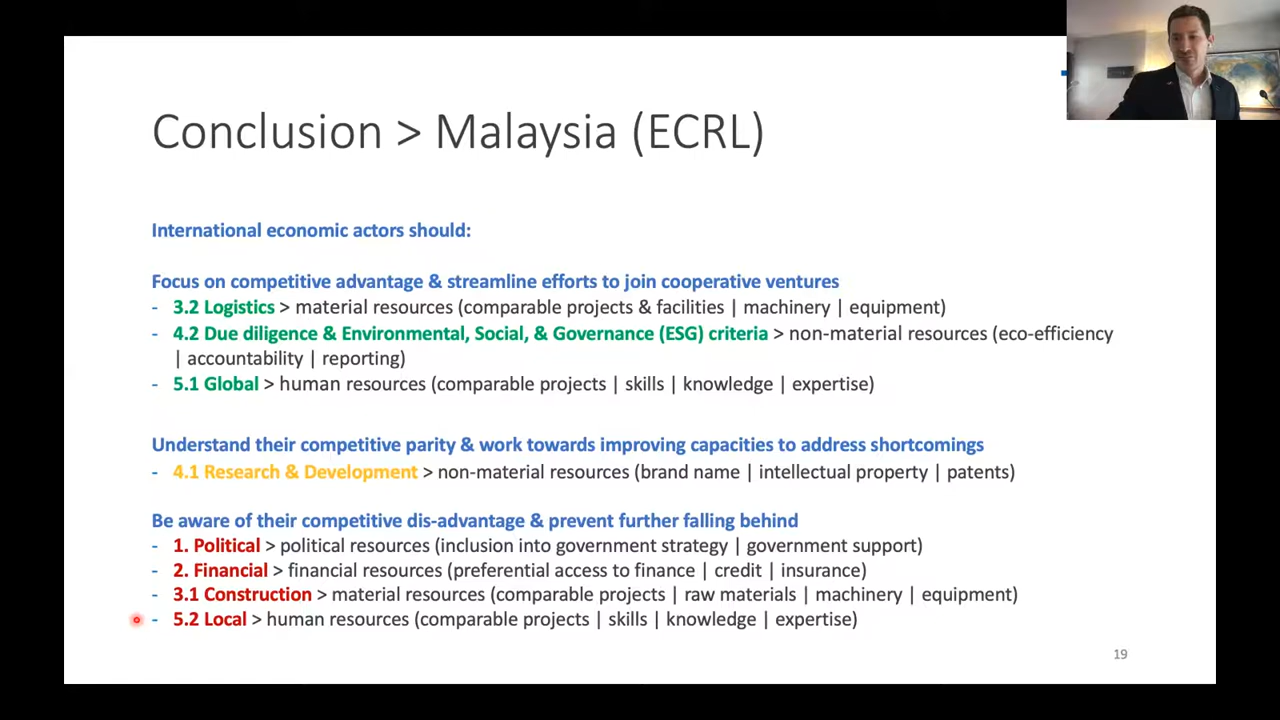 Conclusion > Malaysia (ECRL)
International economic actors should:
Focus on competitive advantage & streamline efforts to join cooperative ventures
- 3.2 Logistics > material resources (comparable projects & facilities | machinery | equipment)
- 4.2 Due diligence & Environmental, Social, & Governance (ESG) criteria > non-material resources (eco-efficiency
| accountability | reporting)
- 5.1 Global > human resources (comparable projects | skills | knowledge | expertise)
Understand their competitive parity & work towards improving capacities to address shortcomings
- 4.1 Research & Development > non-material resources (brand name | intellectual property | patents)
Be aware of their competitive dis-advantage & prevent further falling behind
- 1. Political > political resources (inclusion into government strategy | government support)
- 2. Financial > financial resources (preferential access to finance | credit | insurance)
- 3.1 Construction > material resources (comparable projects | raw materials | machinery | equipment)
- 5.2 Local > human resources (comparable projects | skills | knowledge | expertise)
19